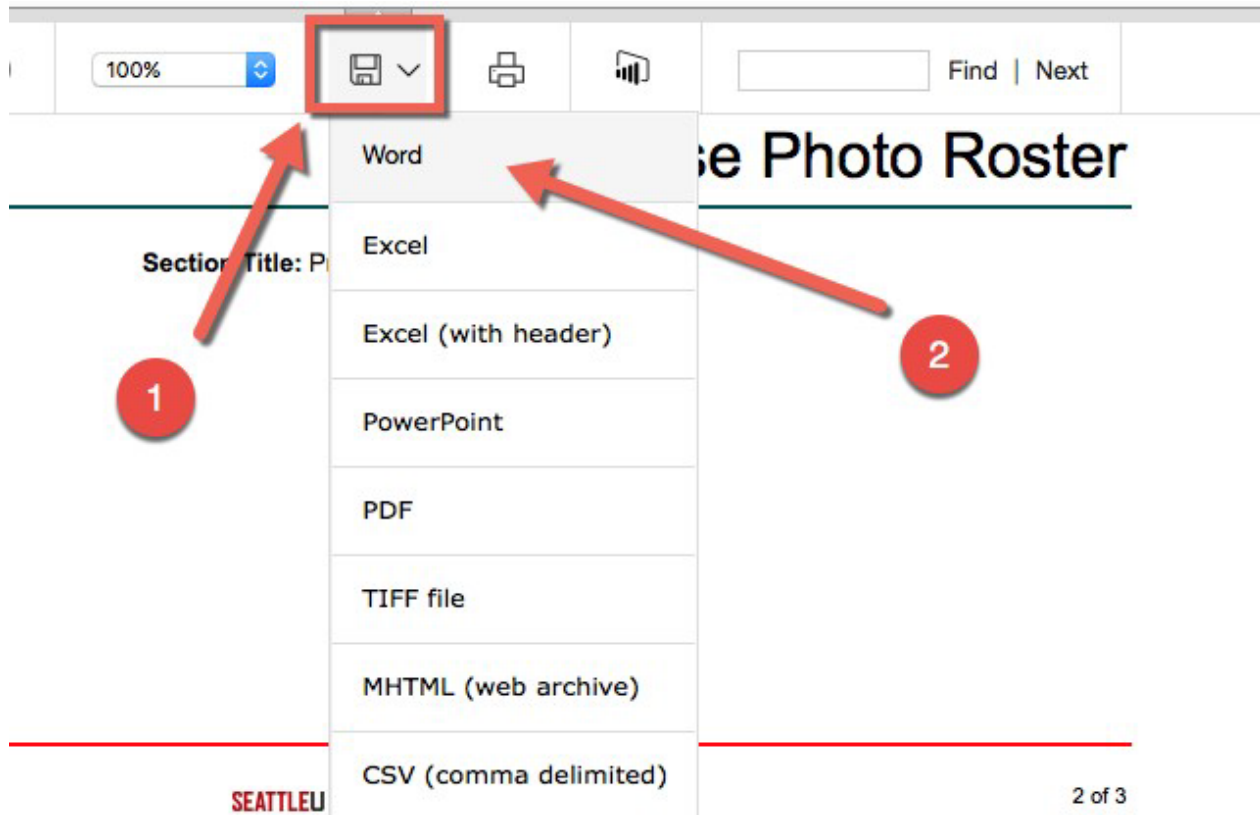 100% Find | Next
Word
se Photo Roster
Section Title: P
Excel
Excel (with header)
1
2
PowerPoint
PDF
TIFF file
MHTML (web archive)
CSV (comma delimited)
SEATTLEU
2 of 3